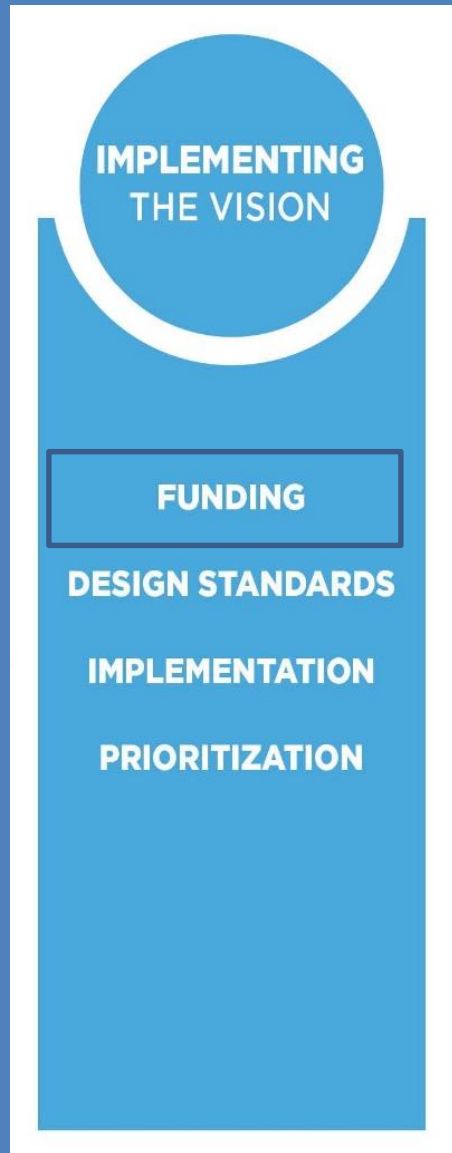 IMPLEMENTING
THE VISION
FUNDING
DESIGN STANDARDS
IMPLEMENTATION
PRIORITIZATION